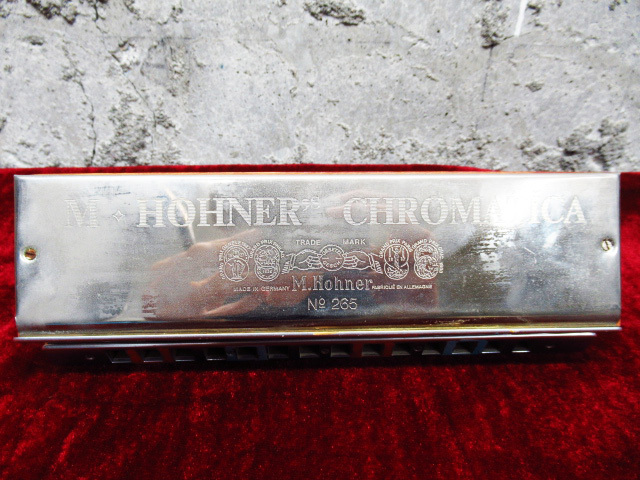 M · HOHNER'S CHROMATICA
TRADE MARK
MADE IN GERMANY M.Hohner FABRIQUÉ EN ALLEMAGNE
Nº 265